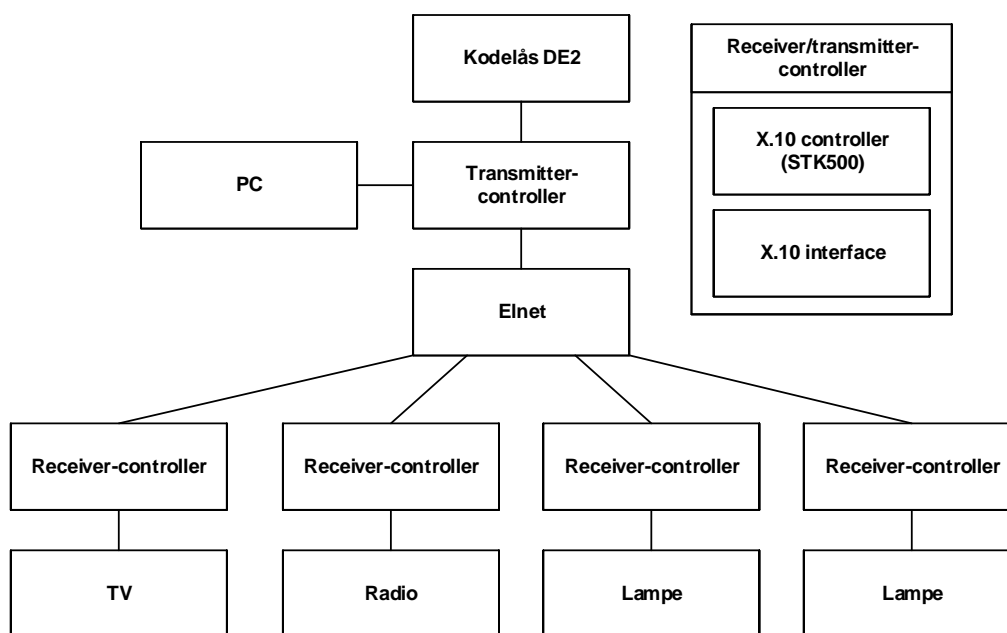 Kodelås DE2
Receiver/transmitter-
controller
X.10 controller
(STK500)
PC
Transmitter-
controller
X.10 interface
Elnet
Receiver-controller
Receiver-controller
Receiver-controller
Receiver-controller
TV
Radio
Lampe
Lampe